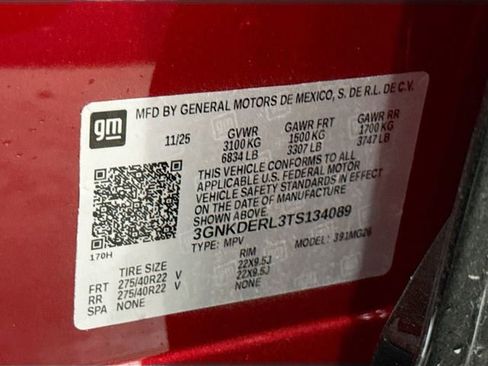 gm
MFD BY GENERAL MOTORS DE MEXICO, S. DE R.L. DE C.V.
11/25 GVWR GAWR FRT GAWR RR
3100 KG 1500 KG 1700 KG
6834 LB 3307 LB 3747 LB
THIS VEHICLE CONFORMS TO ALL
APPLICABLE U.S. FEDERAL MOTOR
VEHICLE SAFETY STANDARDS IN EFFECT
ON THE DATE OF MANUFACTURE
3GNKDERL3TS134089
TYPE: MPV MODEL: 391MG26
170H
TIRE SIZE RIM
FRT 275/40R22 V 22X9.5J
RR 275/40R22 V 22X9.5J
SPA NONE NONE